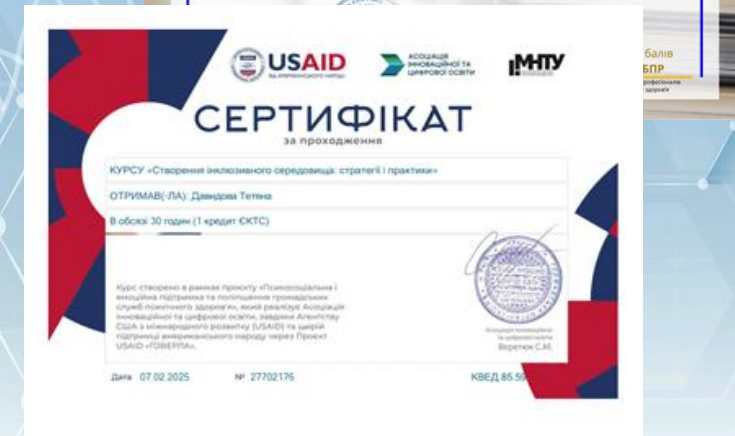 балів
БПР
USAID
ВІД АМЕРИКАНСЬКОГО НАРОДУ
АСОЦІАЦІЯ
ІННОВАЦІЙНОЇ ТА
ЦИФРОВОЇ ОСВІТИ
МНТУ
СЕРТИФІКАТ
за проходження
КУРСУ «Створення інклюзивного середовища: стратегії і практики»
ОТРИМАВ(-ЛА): Давидова Тетяна
В обсязі 30 годин (1 кредит ЄКТС)
Курс створено в рамках проєкту «Психосоціальна і
емоційна підтримка та поліпшення громадських
служб психічного здоров'я», який реалізує Асоціація
інноваційної та цифрової освіти, завдяки Агентству
США з міжнародного розвитку (USAID) та щирій
підтримці американського народу через Проєкт
USAID «ГОВЕРЛА».
Асоціація інноваційної
та цифрової освіти
Веретюк С.М.
Дата 07.02.2025 № 27702176 КВЕД 85.59